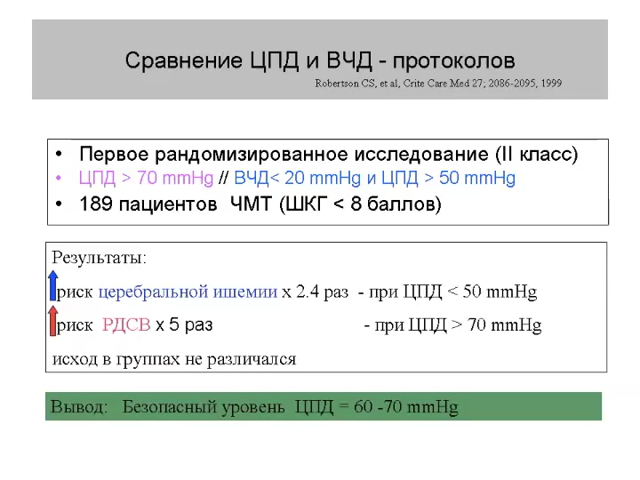 Сравнение ЦПД и ВЧД - протоколов
Robertson CS, et al, Crite Care Med 27; 2086-2095, 1999
• Первое рандомизированное исследование (II класс)
• ЦПД > 70 mmHg // ВЧД< 20 mmHg и ЦПД > 50 mmHg
• 189 пациентов ЧМТ (ШКГ < 8 баллов)
Результаты:
риск церебральной ишемии х 2.4 раз - при ЦПД < 50 mmHg
риск РДСВ х 5 раз - при ЦПД > 70 mmHg
исход в группах не различался
Вывод: Безопасный уровень ЦПД = 60 -70 mmHg